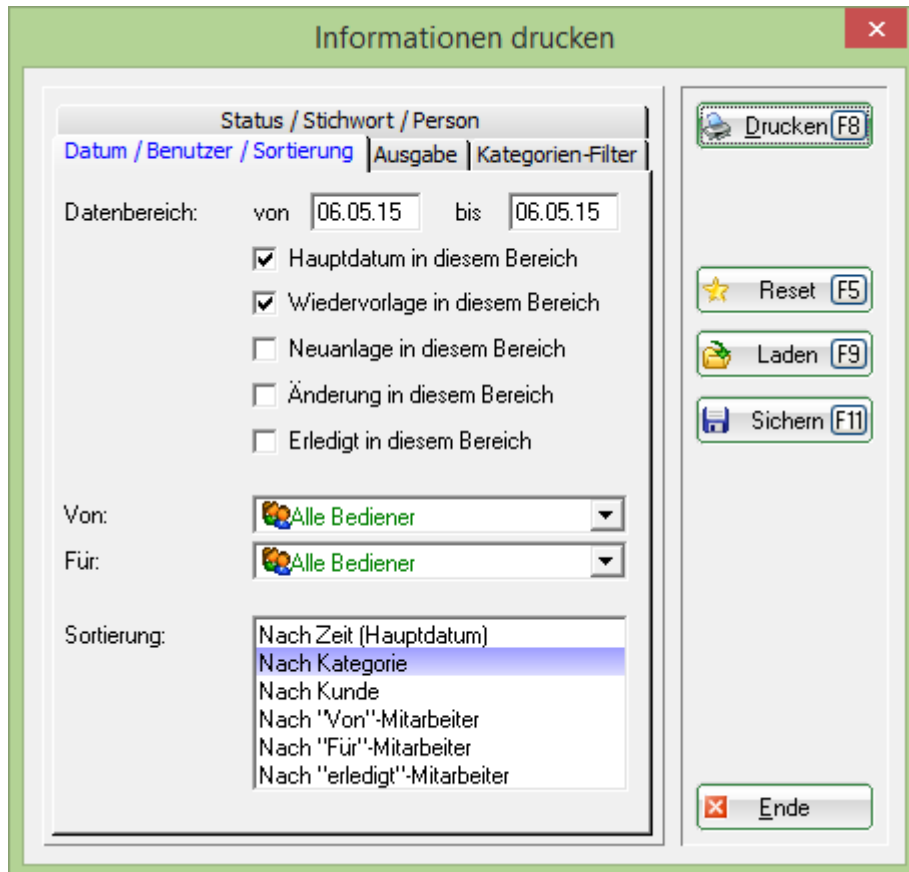 Informationen drucken
Status / Stichwort / Person
Datum / Benutzer / Sortierung Ausgabe Kategorien-Filter
Datenbereich: von 06.05.15 bis 06.05.15
Hauptdatum in diesem Bereich
Wiedervorlage in diesem Bereich
Neuanlage in diesem Bereich
Änderung in diesem Bereich
Erledigt in diesem Bereich
Von: Alle Bediener
Für: Alle Bediener
Sortierung: Nach Zeit (Hauptdatum)
Nach Kategorie
Nach Kunde
Nach "Von"-Mitarbeiter
Nach "Für"-Mitarbeiter
Nach "erledigt"-Mitarbeiter
Drucken F8
Reset F5
Laden F9
Sichern F11
Ende